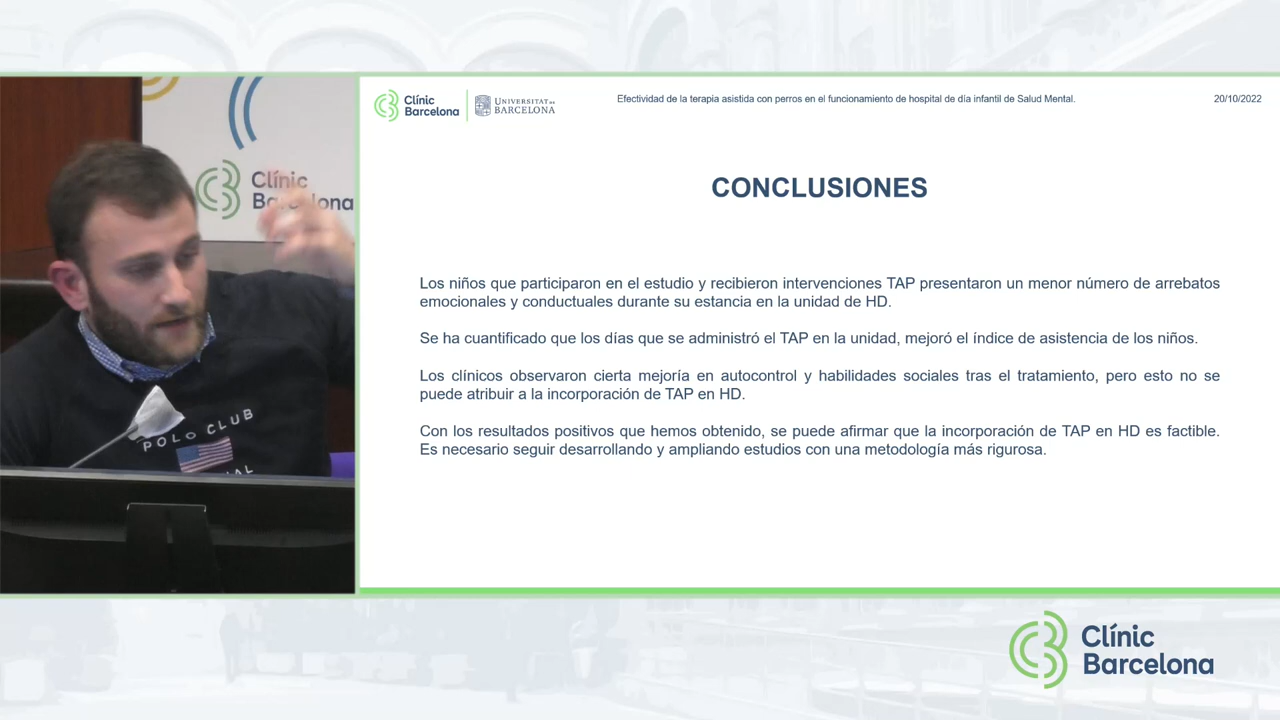 Clínic
Barcelona
UNIVERSITAT DE
BARCELONA
Efectividad de la terapia asistida con perros en el funcionamiento de hospital de día infantil de Salud Mental.
20/10/2022
CONCLUSIONES
Los niños que participaron en el estudio y recibieron intervenciones TAP presentaron un menor número de arrebatos
emocionales y conductuales durante su estancia en la unidad de HD.
Se ha cuantificado que los días que se administró el TAP en la unidad, mejoró el índice de asistencia de los niños.
Los clínicos observaron cierta mejoría en autocontrol y habilidades sociales tras el tratamiento, pero esto no se
puede atribuir a la incorporación de TAP en HD.
Con los resultados positivos que hemos obtenido, se puede afirmar que la incorporación de TAP en HD es factible.
Es necesario seguir desarrollando y ampliando estudios con una metodología más rigurosa.
Clínic
Barcelona
POLO CLUB
Clínic
Barcelona